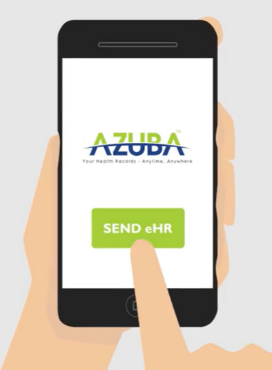 AZUBA
Your Health Records - Anytime, Anywhere
SEND eHR